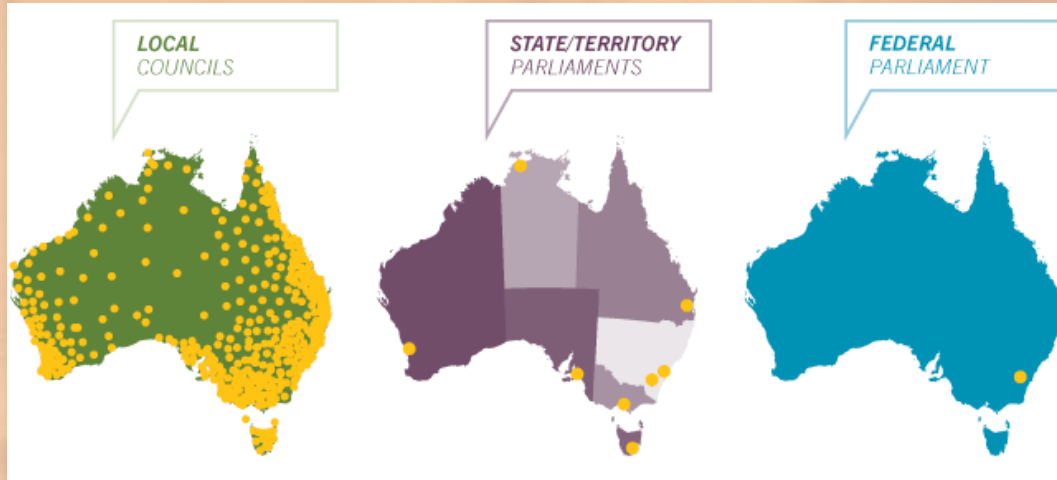 LOCAL
COUNCILS
STATE/TERRITORY
PARLIAMENTS
FEDERAL
PARLIAMENT